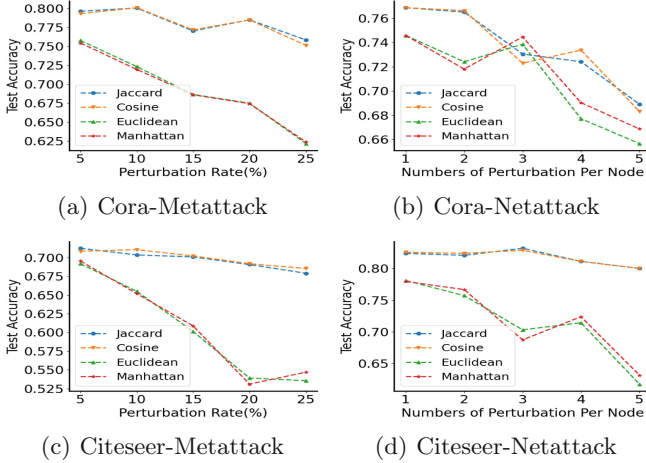 0.800
0.775
0.750
0.725
0.700
0.675
0.650
0.625
Test Accuracy
Jaccard
Cosine
Euclidean
Manhattan
5 10 15 20 25
Perturbation Rate(%)
(a) Cora-Metattack
0.76
0.74
0.72
0.70
0.68
0.66
Test Accuracy
Jaccard
Cosine
Euclidean
Manhattan
1 2 3 4 5
Numbers of Perturbation Per Node
(b) Cora-Netattack
0.700
0.675
0.650
0.625
0.600
0.575
0.550
0.525
Test Accuracy
Jaccard
Cosine
Euclidean
Manhattan
5 10 15 20 25
Perturbation Rate(%)
(c) Citeseer-Metattack
0.80
0.70
0.65
Test Accuracy
Jaccard
Cosine
Euclidean
Manhattan
1 2 3 4 5
Numbers of Perturbation Per Node
(d) Citeseer-Netattack